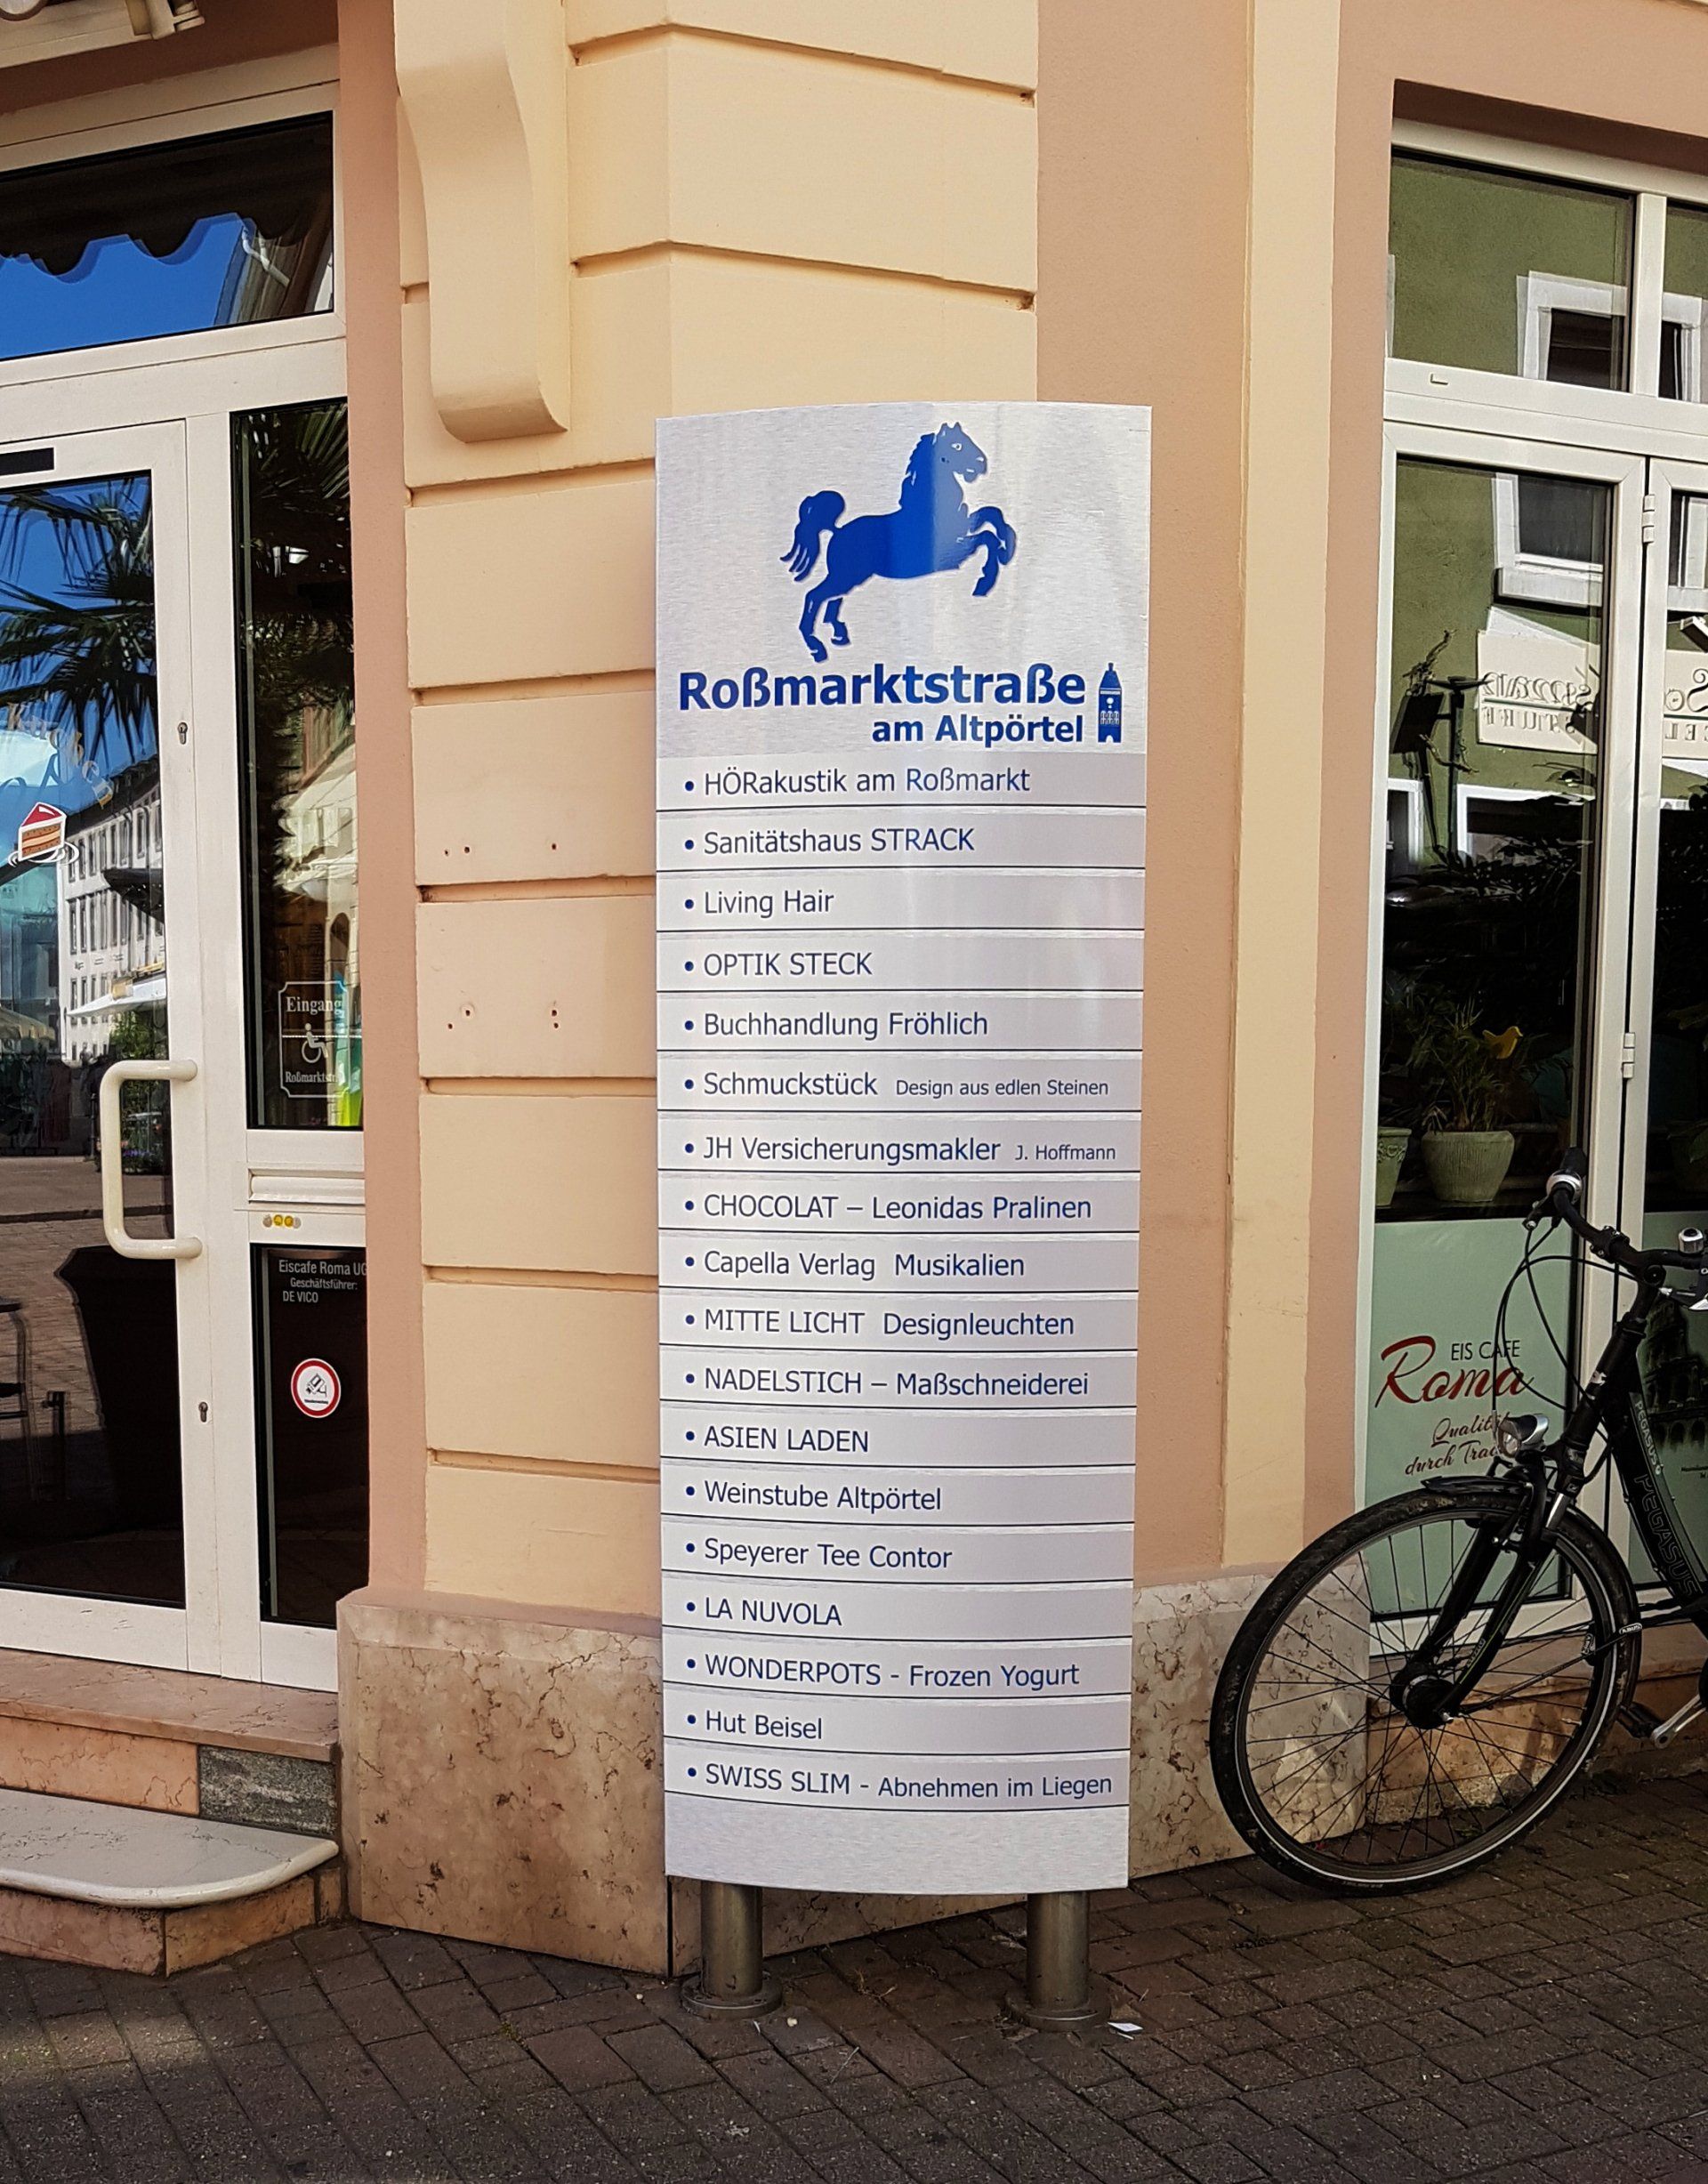 Roßmarktstraße
am Altpörtel
• HÖRakustik am Roßmarkt
• Sanitätshaus STRACK
• Living Hair
• OPTIK STECK
• Buchhandlung Fröhlich
• Schmuckstück Design aus edlen Steinen
• JH Versicherungsmakler J. Hoffmann
• CHOCOLAT – Leonidas Pralinen
• Capella Verlag Musikalien
• MITTE LICHT Designleuchten
• NADELSTICH – Maßschneiderei
• ASIEN LADEN
• Weinstube Altpörtel
• Speyerer Tee Contor
• LA NUVOLA
• WONDERPOTS - Frozen Yogurt
• Hut Beisel
• SWISS SLIM - Abnehmen im Liegen
Eingang
Eiscafe Roma UG
Geschäftsführer:
DE VICO
EIS CAFE
Roma
Qualität
durch
PEGASUS
PEGASUS